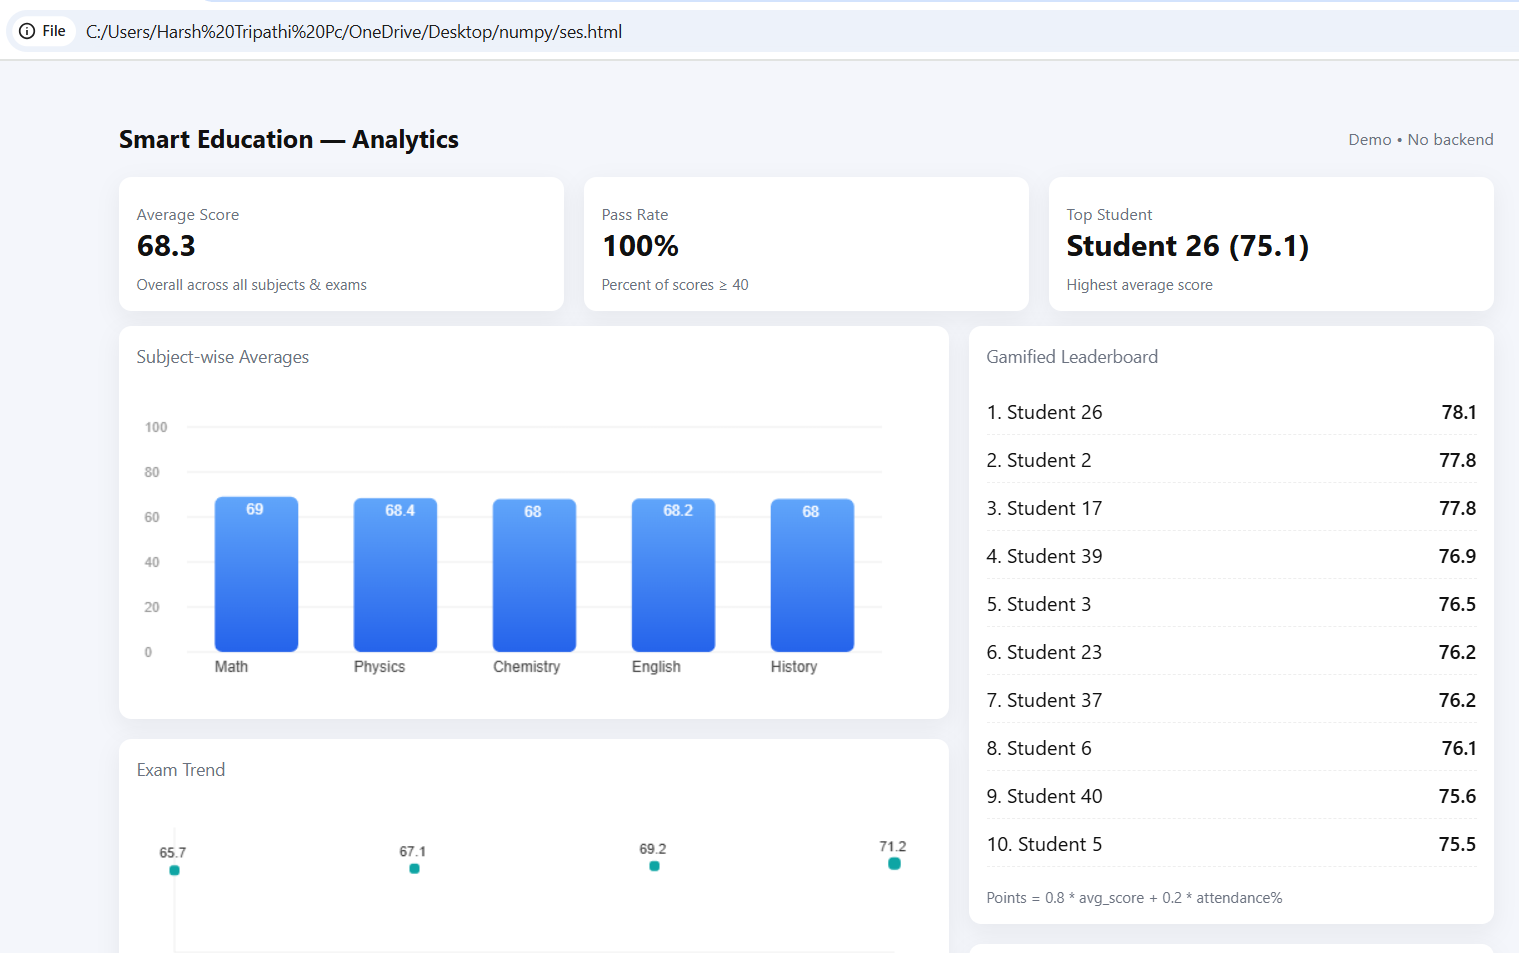 File C:/Users/Harsh%20Tripathi%20Pc/OneDrive/Desktop/numpy/ses.html
Smart Education — Analytics
Demo • No backend
Average Score
68.3
Overall across all subjects & exams
Pass Rate
100%
Percent of scores ≥ 40
Top Student
Student 26 (75.1)
Highest average score
Subject-wise Averages
100
80
60
40
20
0
69
68.4
68
68.2
68
Math
Physics
Chemistry
English
History
Exam Trend
65.7
67.1
69.2
71.2
Gamified Leaderboard
1. Student 26 78.1
2. Student 2 77.8
3. Student 17 77.8
4. Student 39 76.9
5. Student 3 76.5
6. Student 23 76.2
7. Student 37 76.2
8. Student 6 76.1
9. Student 40 75.6
10. Student 5 75.5
Points = 0.8 * avg_score + 0.2 * attendance%